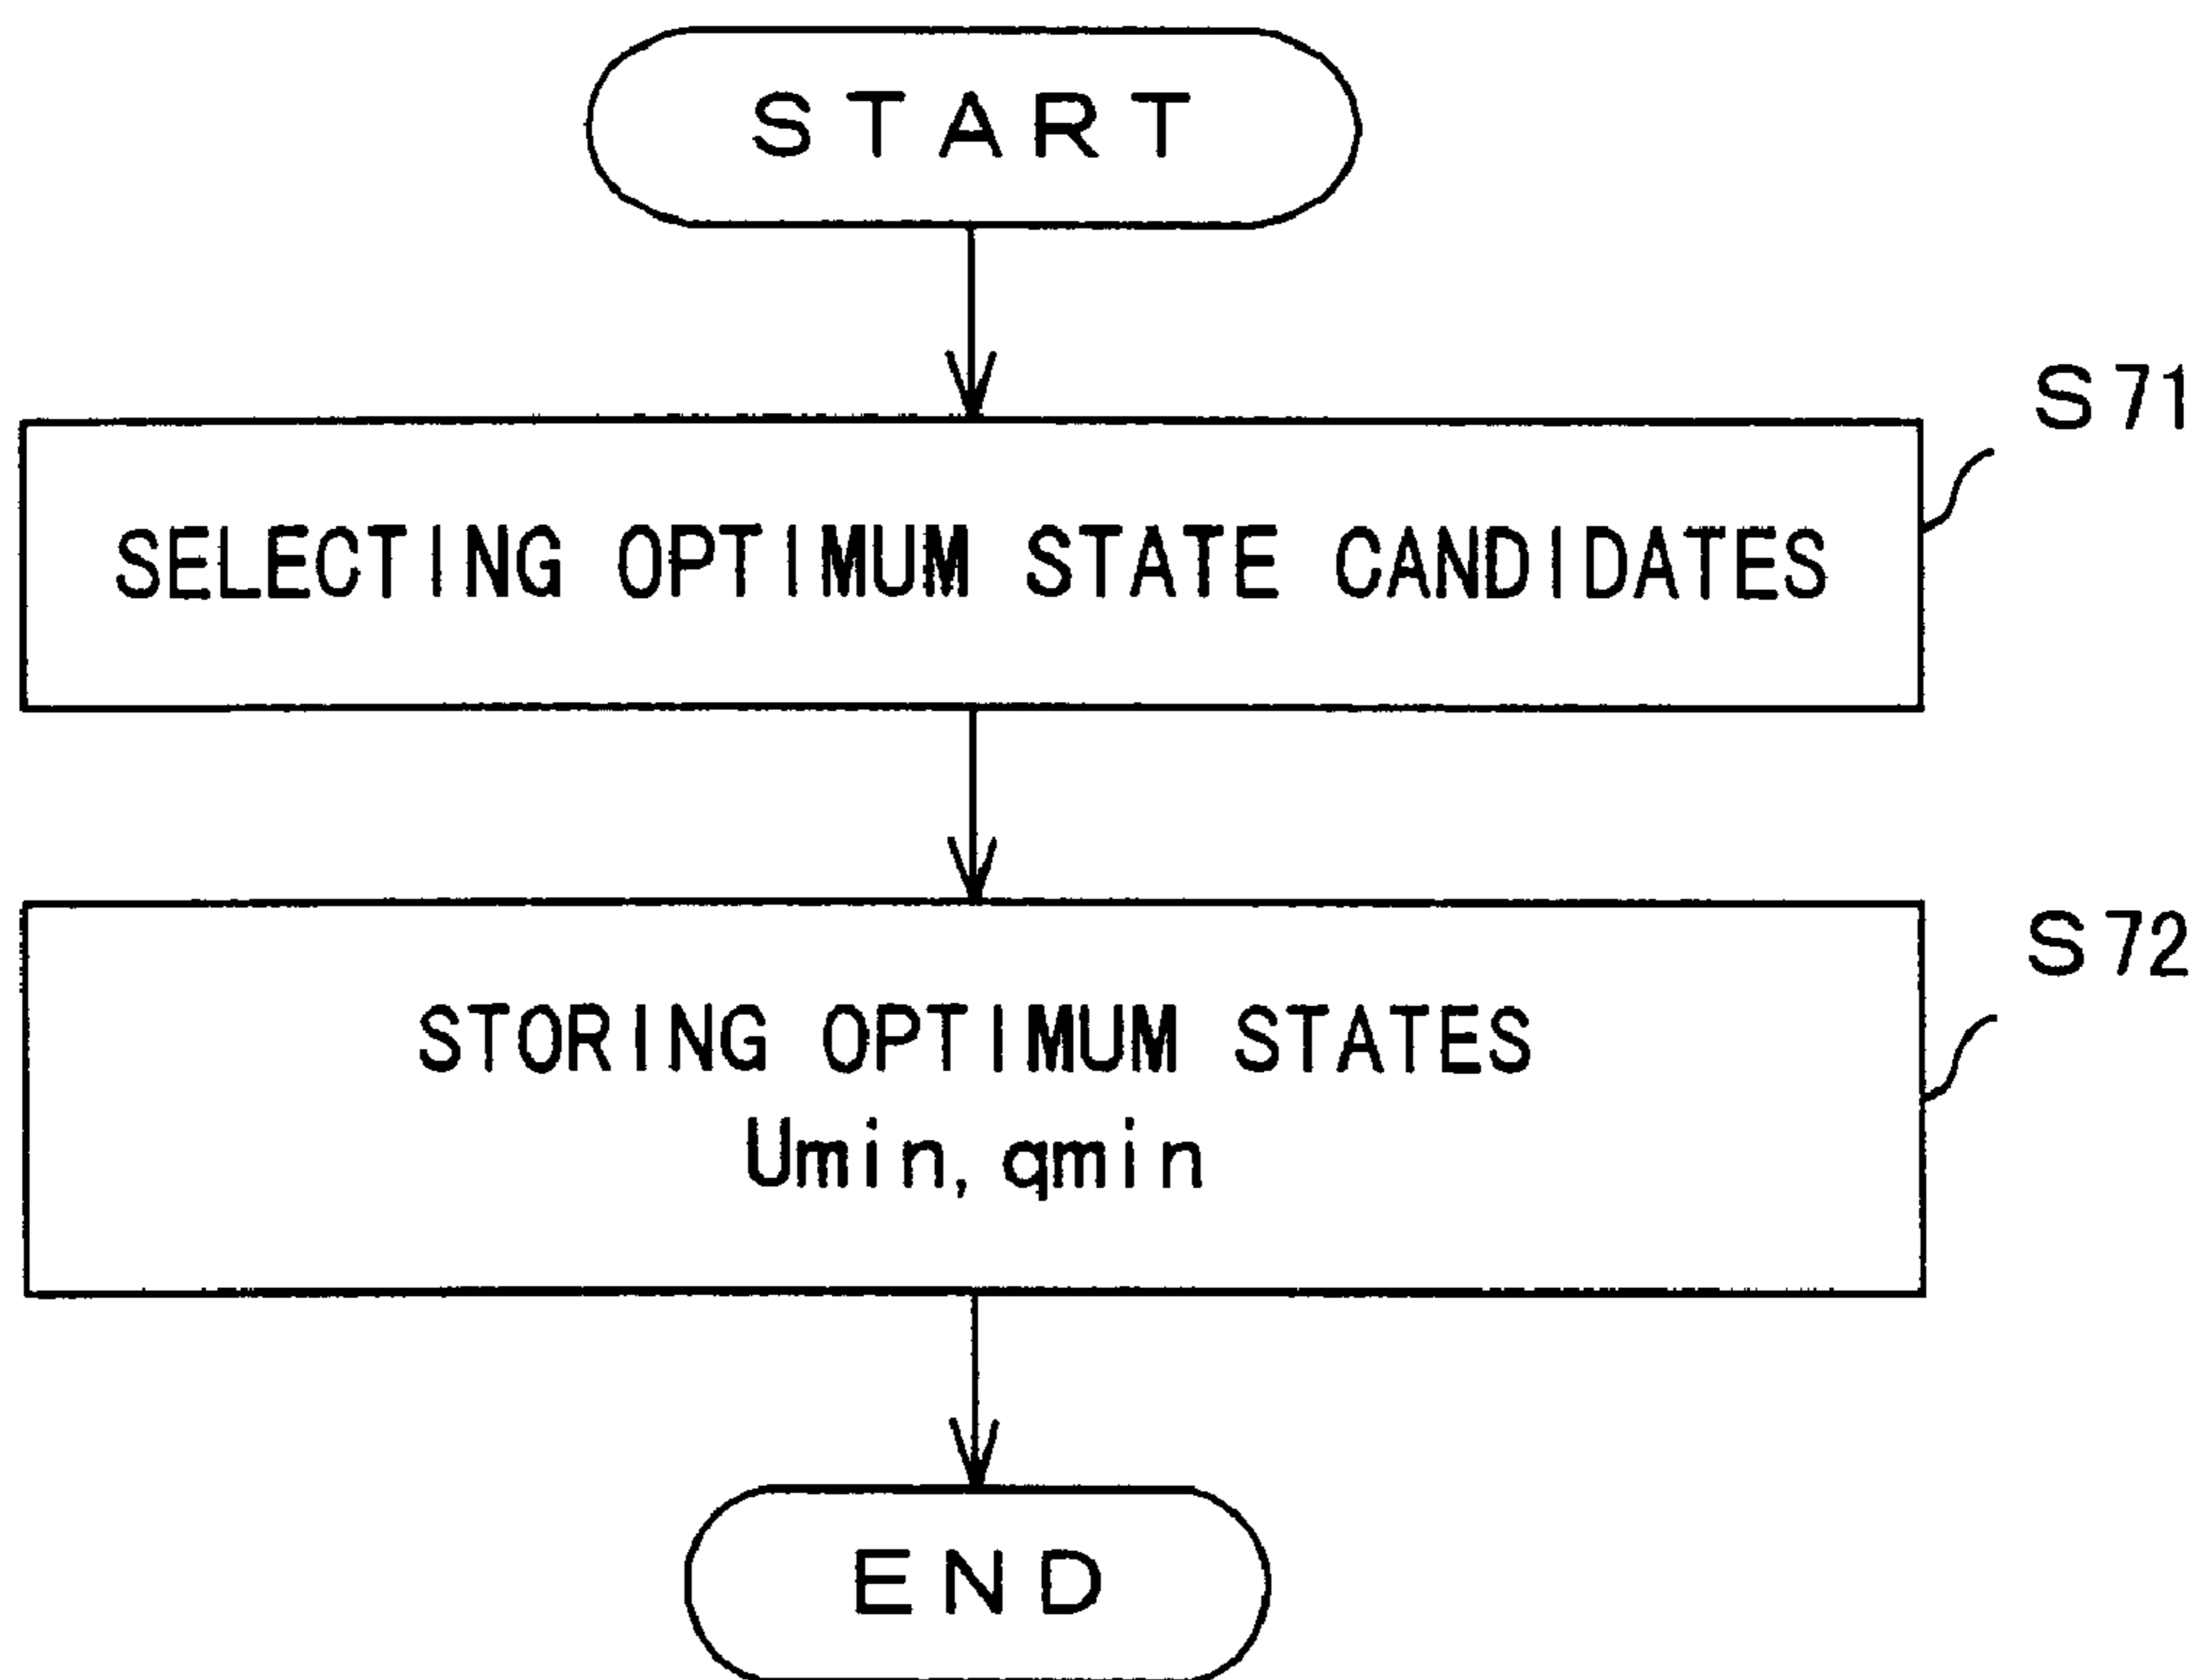 START
S71
SELECTING OPTIMUM STATE CANDIDATES
S72
STORING OPTIMUM STATES
Umin, qmin
END